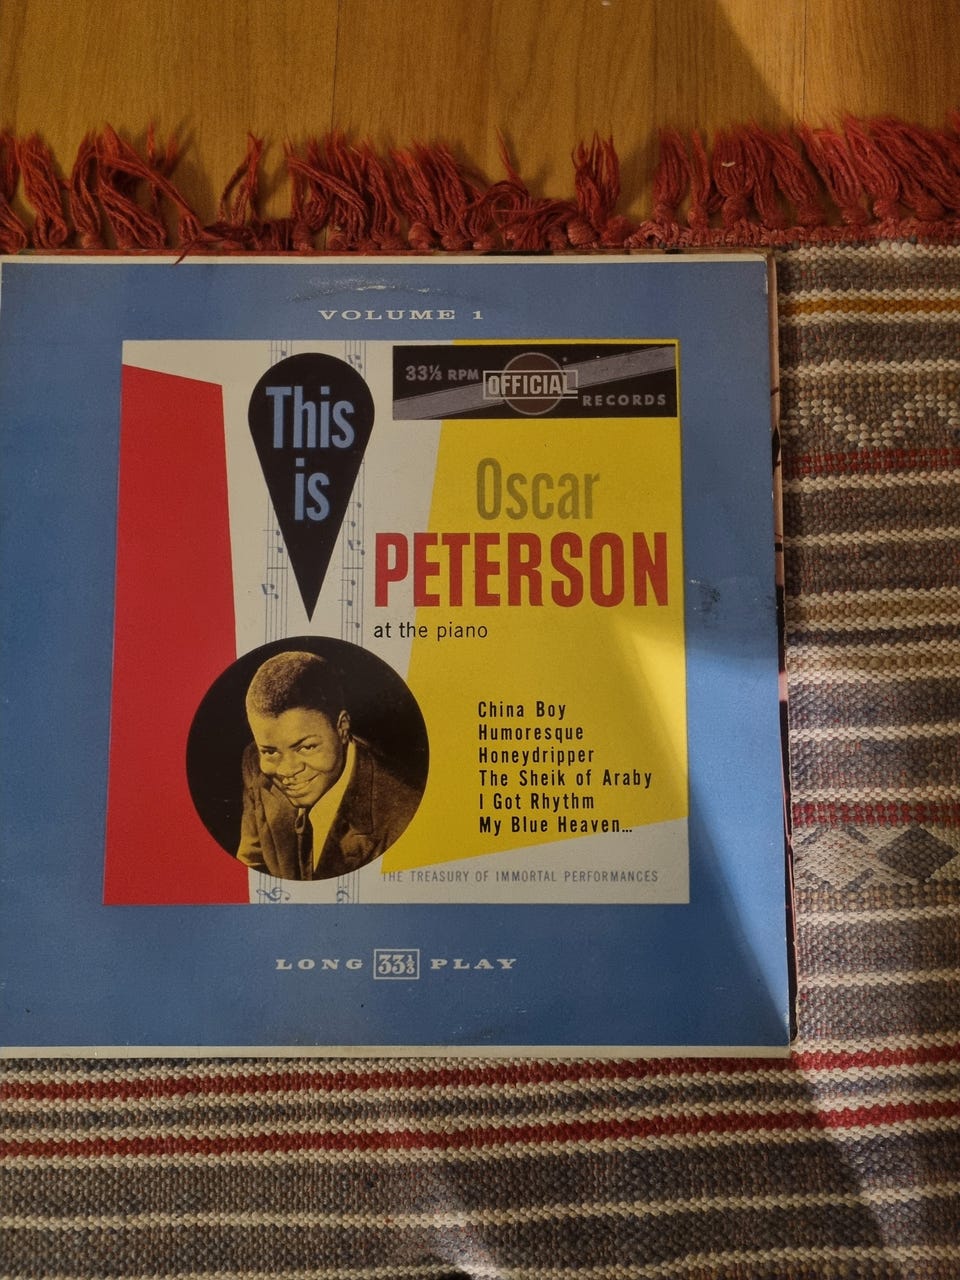 VOLUME 1
This
is
33⅓ RPM OFFICIAL RECORDS
Oscar
PETERSON
at the piano
China Boy
Humoresque
Honeydripper
The Sheik of Araby
I Got Rhythm
My Blue Heaven...
THE TREASURY OF IMMORTAL PERFORMANCES
LONG 33⅓ PLAY